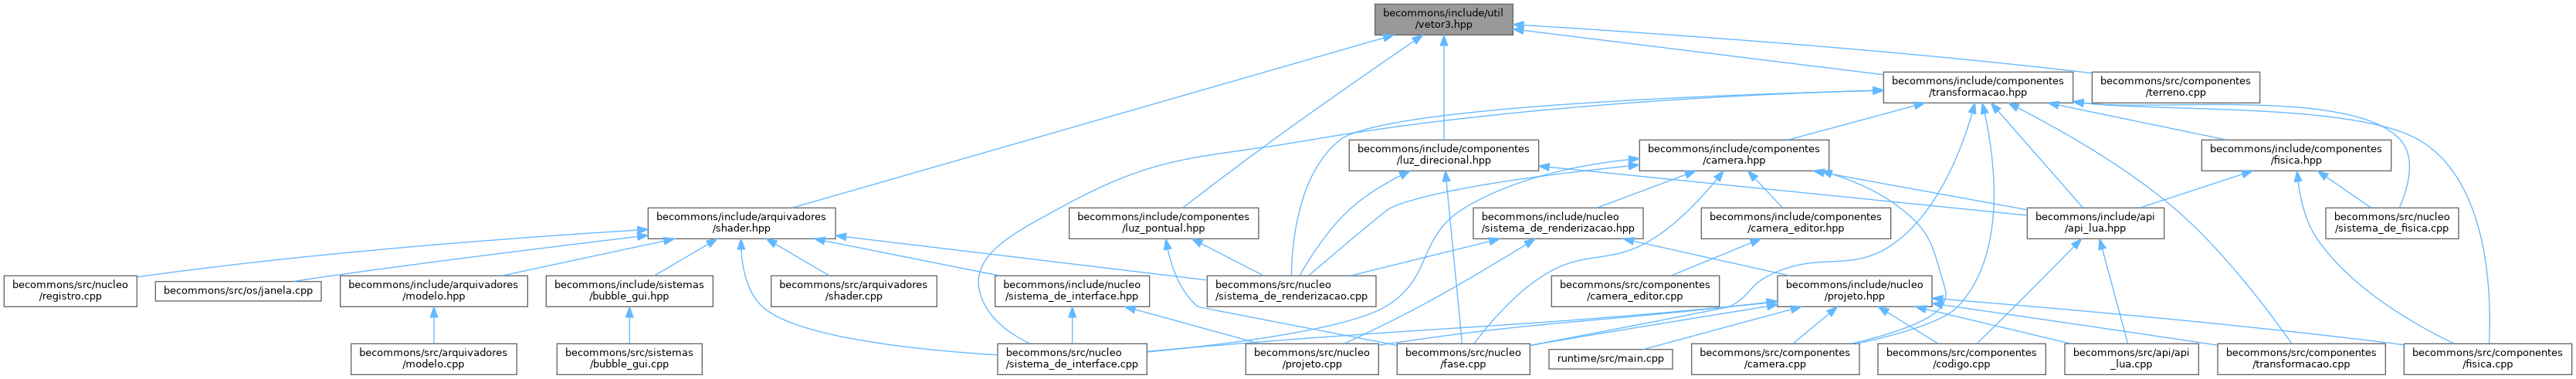 becommons/include/util
/vetor3.hpp
becommons/include/componentes
/transformacao.hpp
becommons/src/componentes
/terreno.cpp
becommons/include/componentes
/luz_direcional.hpp
becommons/include/componentes
/camera.hpp
becommons/include/componentes
/fisica.hpp
becommons/include/arquivadores
/shader.hpp
becommons/include/componentes
/luz_pontual.hpp
becommons/include/nucleo
/sistema_de_renderizacao.hpp
becommons/include/componentes
/camera_editor.hpp
becommons/include/api
/api_lua.hpp
becommons/src/nucleo
/sistema_de_fisica.cpp
becommons/src/nucleo
/registro.cpp
becommons/src/os/janela.cpp
becommons/include/arquivadores
/modelo.hpp
becommons/include/sistemas
/bubble_gui.hpp
becommons/src/arquivadores
/shader.cpp
becommons/include/nucleo
/sistema_de_interface.hpp
becommons/src/nucleo
/sistema_de_renderizacao.cpp
becommons/src/componentes
/camera_editor.cpp
becommons/include/nucleo
/projeto.hpp
becommons/src/arquivadores
/modelo.cpp
becommons/src/sistemas
/bubble_gui.cpp
becommons/src/nucleo
/sistema_de_interface.cpp
becommons/src/nucleo
/projeto.cpp
becommons/src/nucleo
/fase.cpp
runtime/src/main.cpp
becommons/src/componentes
/camera.cpp
becommons/src/componentes
/codigo.cpp
becommons/src/api/api
_lua.cpp
becommons/src/componentes
/transformacao.cpp
becommons/src/componentes
/fisica.cpp